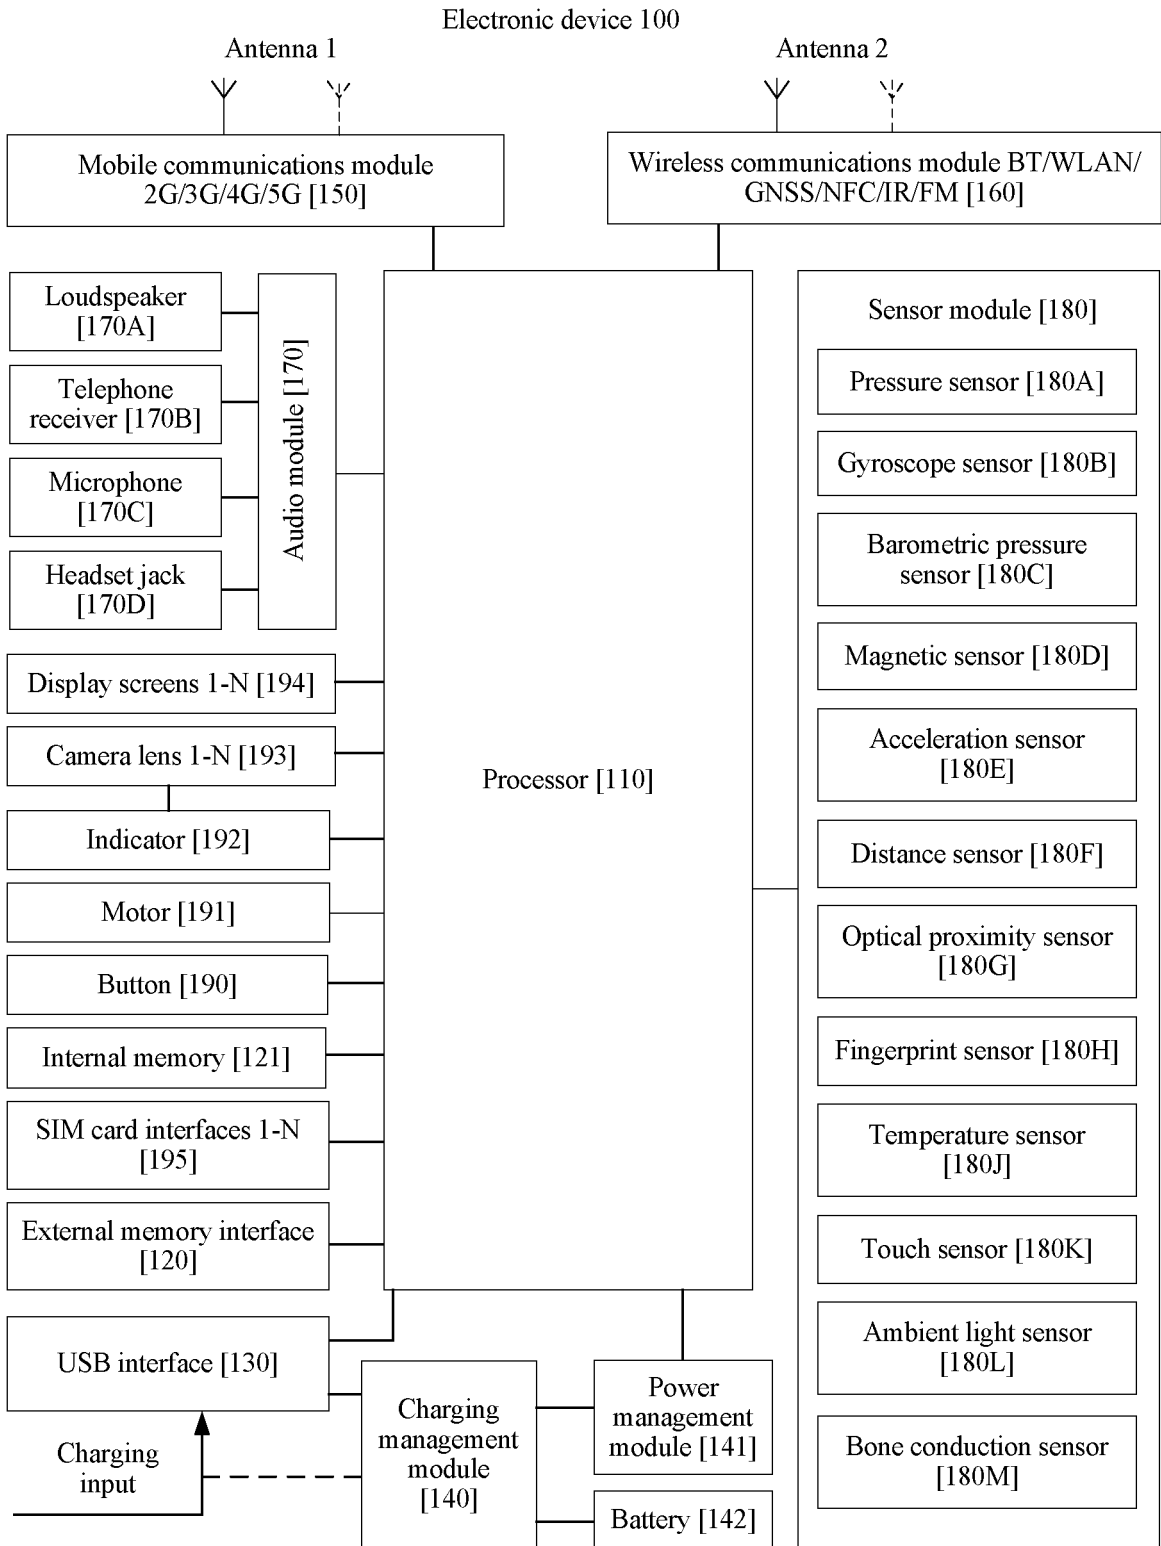 Electronic device 100
Antenna 1
Antenna 2
Mobile communications module
2G/3G/4G/5G [150]
Wireless communications module BT/WLAN/
GNSS/NFC/IR/FM [160]
Loudspeaker
[170A]
Telephone
receiver [170B]
Microphone
[170C]
Headset jack
[170D]
Audio module [170]
Display screens 1-N [194]
Camera lens 1-N [193]
Indicator [192]
Motor [191]
Button [190]
Internal memory [121]
SIM card interfaces 1-N
[195]
External memory interface
[120]
USB interface [130]
Charging
input
Processor [110]
Charging
management
module
[140]
Power
management
module [141]
Battery [142]
Sensor module [180]
Pressure sensor [180A]
Gyroscope sensor [180B]
Barometric pressure
sensor [180C]
Magnetic sensor [180D]
Acceleration sensor
[180E]
Distance sensor [180F]
Optical proximity sensor
[180G]
Fingerprint sensor [180H]
Temperature sensor
[180J]
Touch sensor [180K]
Ambient light sensor
[180L]
Bone conduction sensor
[180M]